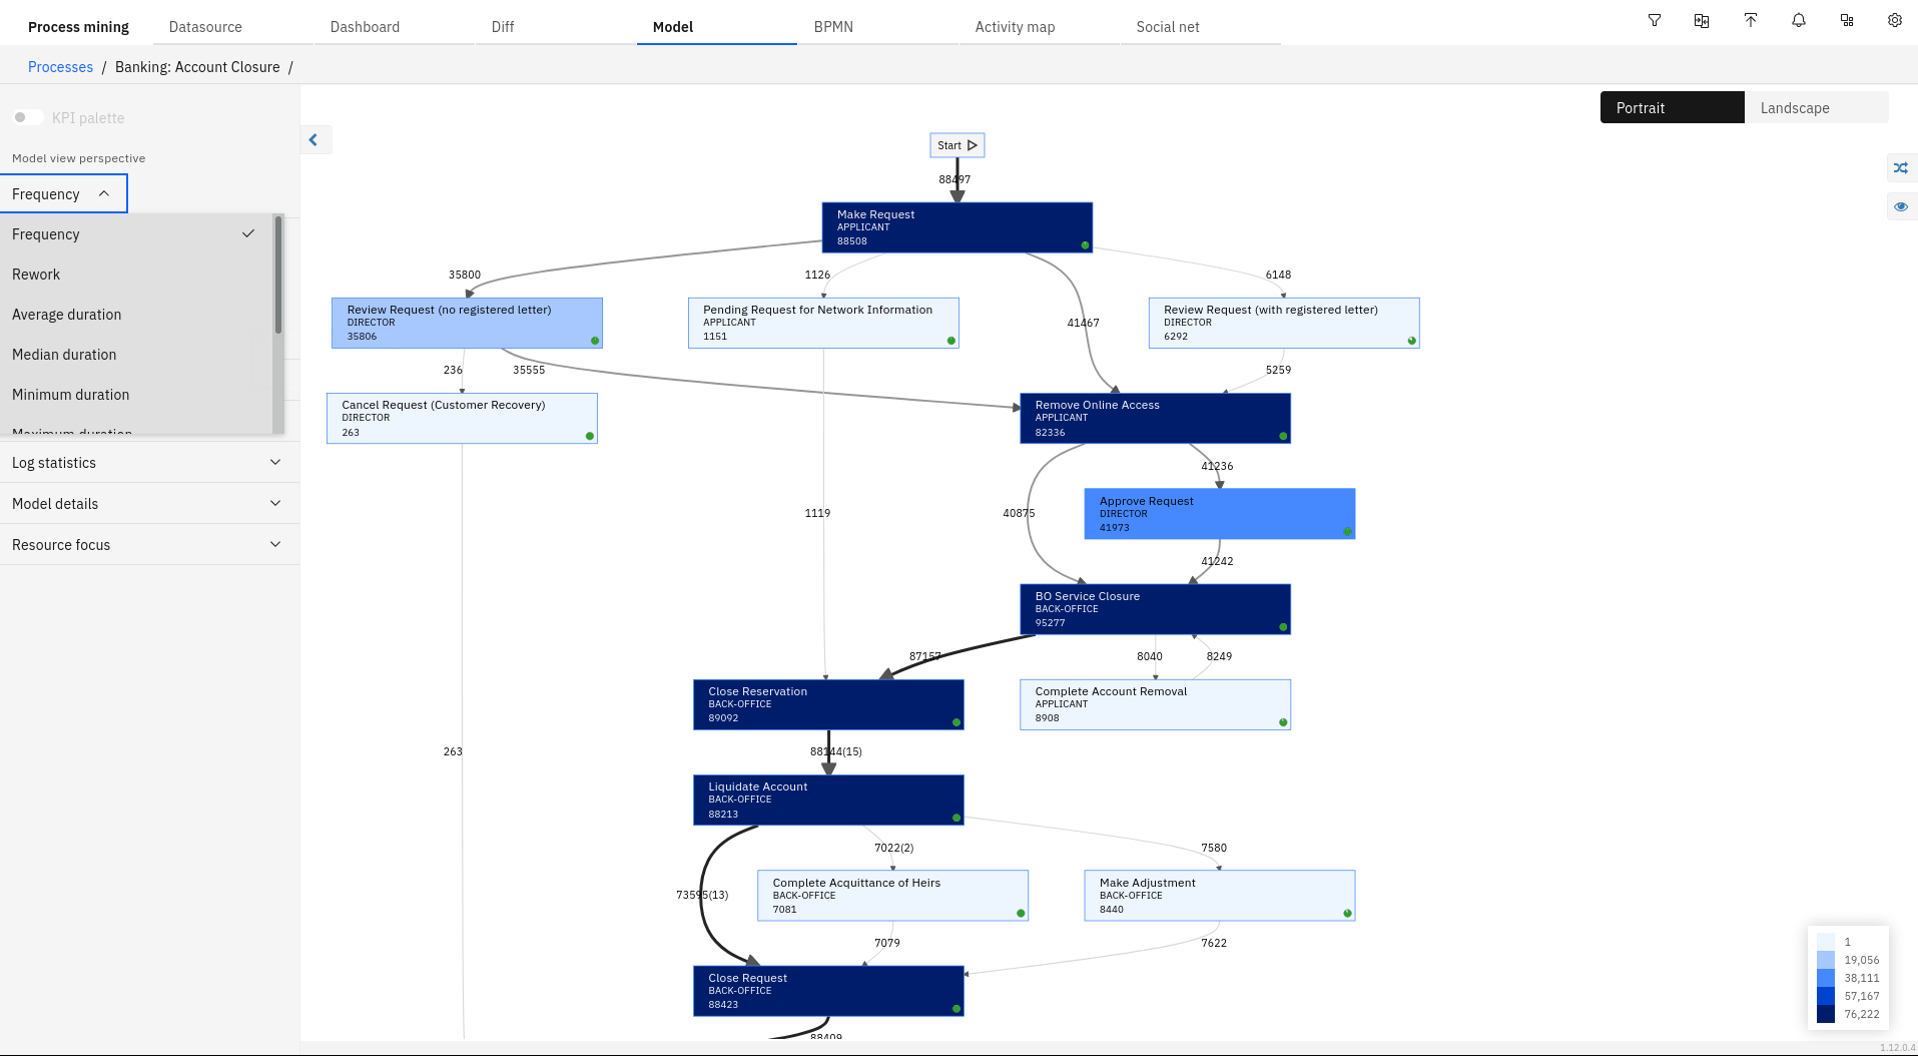 Process mining
Datasource
Dashboard
Diff
Model
BPMN
Activity map
Social net
Processes / Banking: Account Closure /
KPI palette
Model view perspective
Frequency
Frequency
Rework
Average duration
Median duration
Minimum duration
Maximum duration
Log statistics
Model details
Resource focus
Portrait
Landscape
Start
88497
Make Request
APPLICANT
88508
35800
1126
41467
6148
Review Request (no registered letter)
DIRECTOR
35806
Pending Request for Network Information
APPLICANT
1151
Review Request (with registered letter)
DIRECTOR
6292
236
35555
5259
Cancel Request (Customer Recovery)
DIRECTOR
263
Remove Online Access
APPLICANT
82336
41236
Approve Request
DIRECTOR
41973
1119
40875
41242
BO Service Closure
BACK-OFFICE
95277
87157
8040
8249
Close Reservation
BACK-OFFICE
89092
Complete Account Removal
APPLICANT
8908
263
88144(15)
Liquidate Account
BACK-OFFICE
88213
7022(2)
7580
73595(13)
Complete Acquittance of Heirs
BACK-OFFICE
7081
Make Adjustment
BACK-OFFICE
8440
7079
7622
Close Request
BACK-OFFICE
88423
88409
1
19,056
38,111
57,167
76,222
1.12.0.4